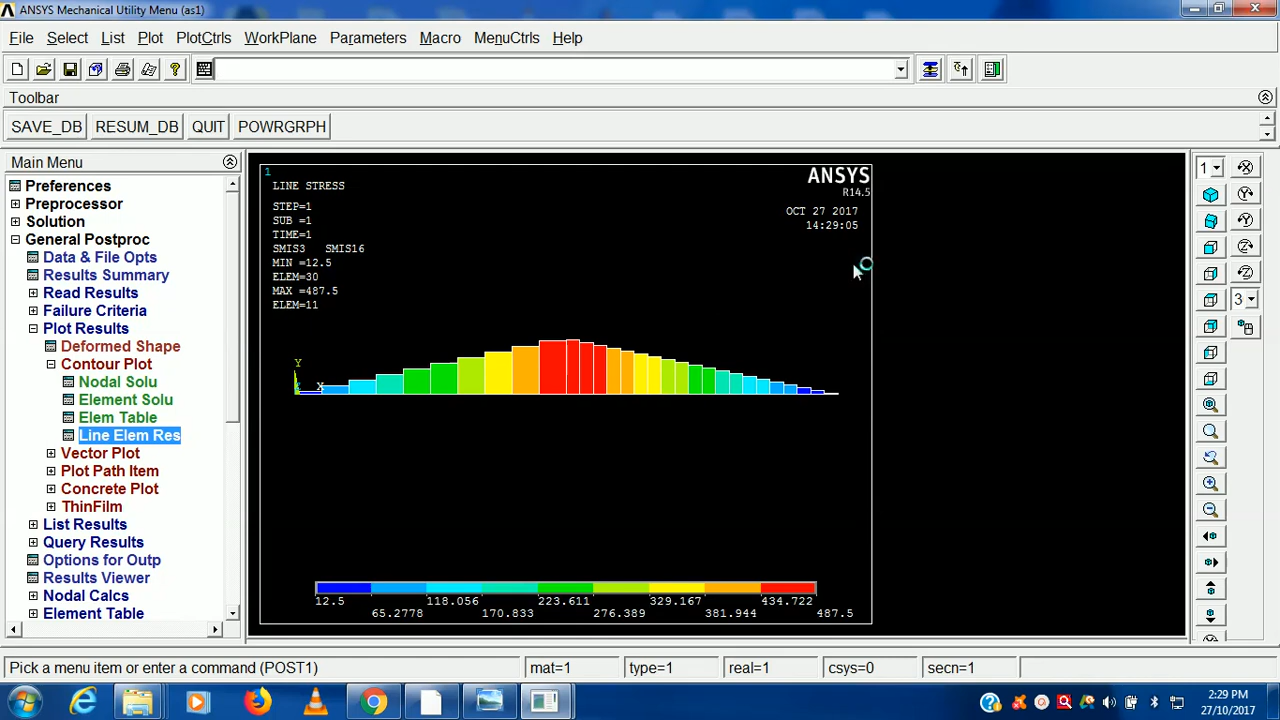 ANSYS Mechanical Utility Menu (as1)
File Select List Plot PlotCtrls WorkPlane Parameters Macro MenuCtrls Help
Toolbar
SAVE_DB RESUM_DB QUIT POWRGRPH
Main Menu
Preferences
Preprocessor
Solution
General Postproc
Data & File Opts
Results Summary
Read Results
Failure Criteria
Plot Results
Deformed Shape
Contour Plot
Nodal Solu
Element Solu
Elem Table
Line Elem Res
Vector Plot
Plot Path Item
Concrete Plot
ThinFilm
List Results
Query Results
Options for Outp
Results Viewer
Nodal Calcs
Element Table
1
LINE STRESS
STEP=1
SUB =1
TIME=1
SMIS3 SMIS16
MIN =12.5
ELEM=30
MAX =487.5
ELEM=11
ANSYS
R14.5
OCT 27 2017
14:29:05
Y
X
12.5 118.056 223.611 329.167 434.722
65.2778 170.833 276.389 381.944 487.5
1
3
Pick a menu item or enter a command (POST1) mat=1 type=1 real=1 csys=0 secn=1
2:29 PM
27/10/2017